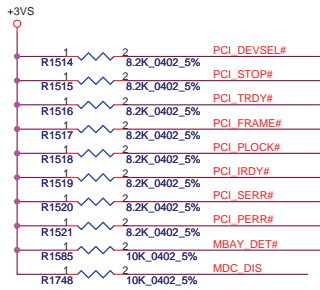 +3VS
1 2 PCI_DEVSEL#
R1514 8.2K_0402_5%
1 2 PCI_STOP#
R1515 8.2K_0402_5%
1 2 PCI_TRDY#
R1516 8.2K_0402_5%
1 2 PCI_FRAME#
R1517 8.2K_0402_5%
1 2 PCI_PLOCK#
R1518 8.2K_0402_5%
1 2 PCI_IRDY#
R1519 8.2K_0402_5%
1 2 PCI_SERR#
R1520 8.2K_0402_5%
1 2 PCI_PERR#
R1521 8.2K_0402_5%
1 2 MBAY_DET#
R1585 10K_0402_5%
1 2 MDC_DIS
R1748 10K_0402_5%